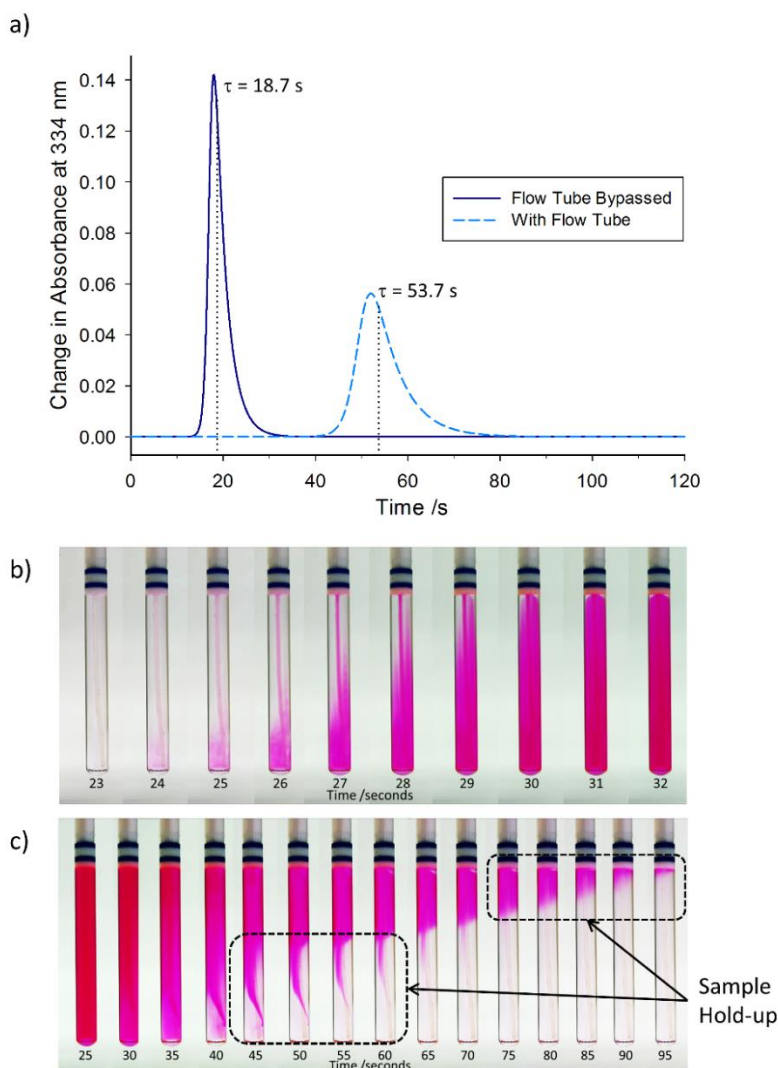 a)
Change in Absorbance at 334 nm
0.14
0.12
0.10
0.08
0.06
0.04
0.02
0.00
τ = 18.7 s
τ = 53.7 s
Flow Tube Bypassed
With Flow Tube
0 20 40 60 80 100 120
Time /s
b)
23 24 25 26 27 28 29 30 31 32
Time /seconds
c)
Sample
Hold-up
25 30 35 40 45 50 55 60 65 70 75 80 85 90 95
Time /seconds